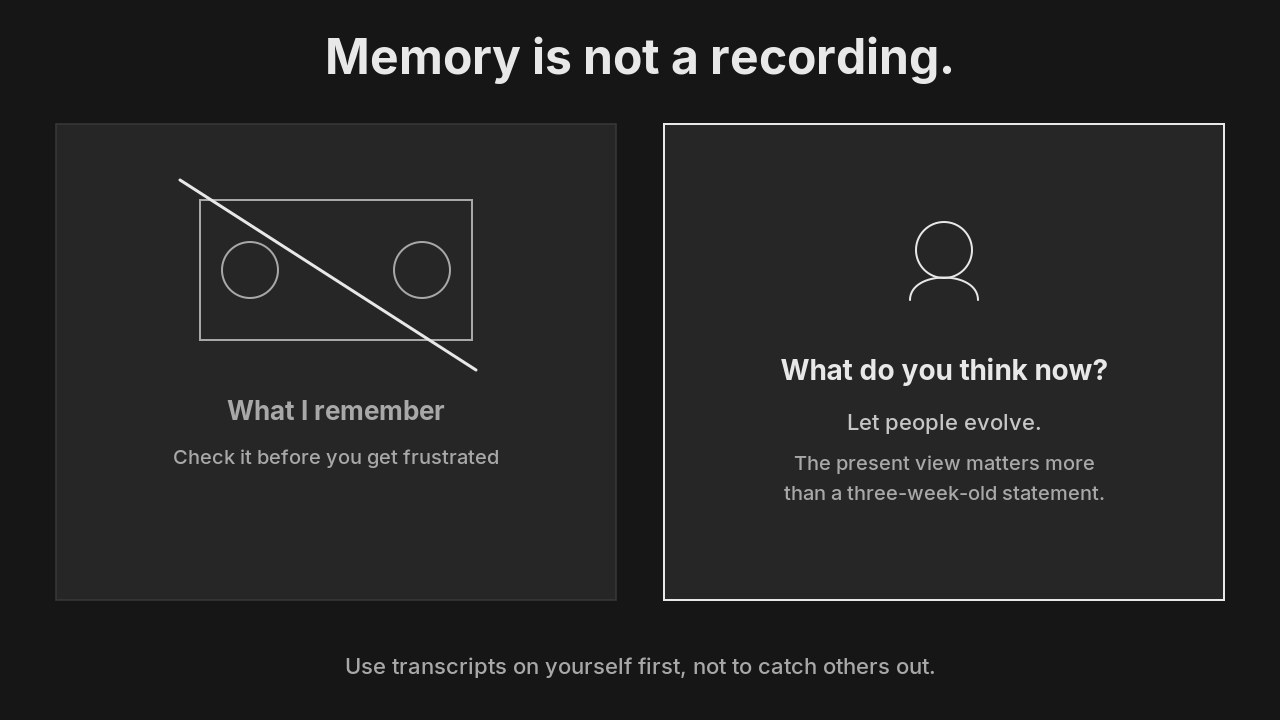 Memory is not a recording.
What I remember
Check it before you get frustrated
What do you think now?
Let people evolve.
The present view matters more
than a three-week-old statement.
Use transcripts on yourself first, not to catch others out.